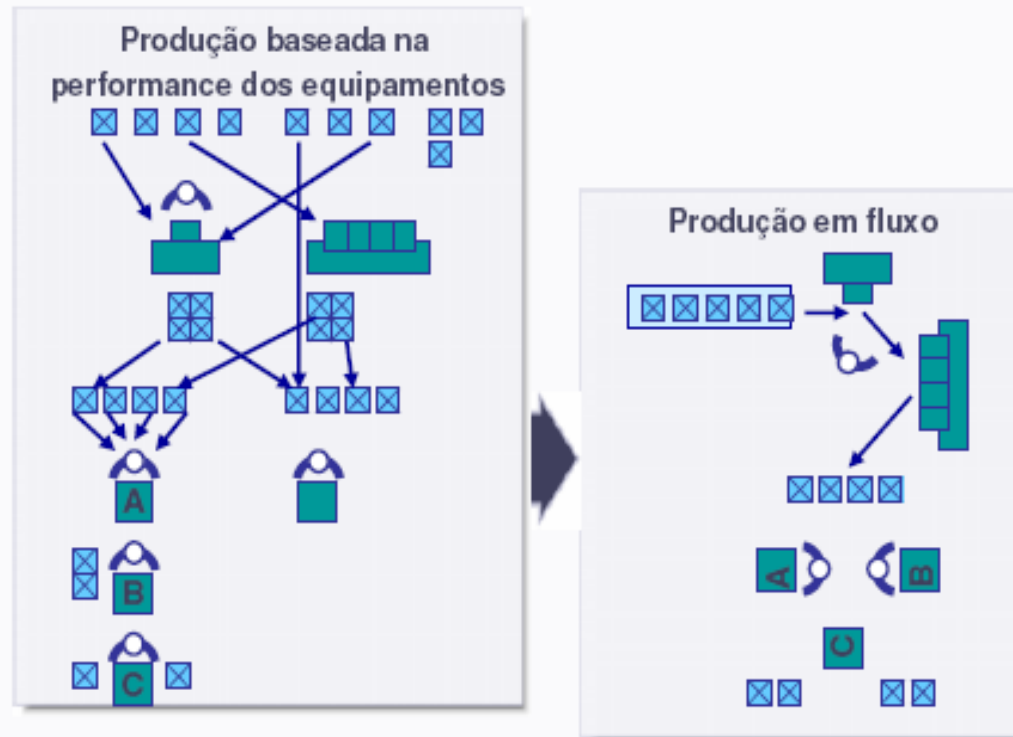 Produção baseada na
performance dos equipamentos
Produção em fluxo
A
B
C
A
B
C